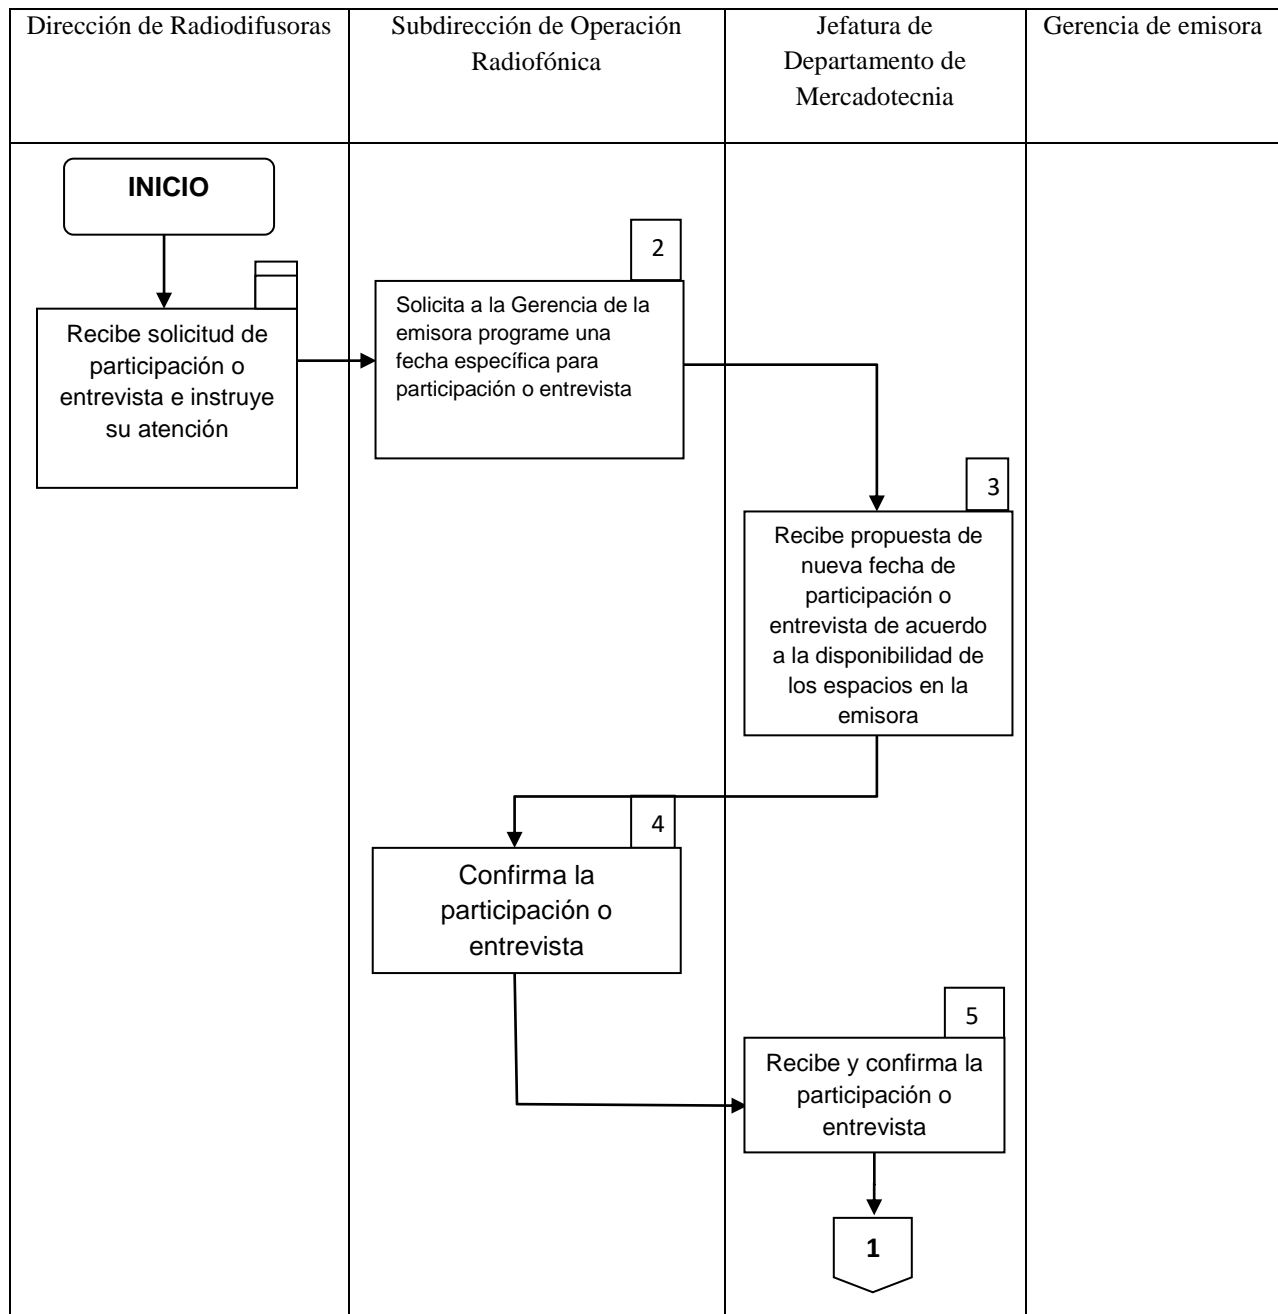 Dirección de Radiodifusoras
Subdirección de Operación
Radiofónica
Jefatura de
Departamento de
Mercadotecnia
Gerencia de emisora
INICIO
Recibe solicitud de
participación o
entrevista e instruye
su atención
2
Solicita a la Gerencia de la
emisora programe una
fecha específica para
participación o entrevista
3
Recibe propuesta de
nueva fecha de
participación o
entrevista de acuerdo
a la disponibilidad de
los espacios en la
emisora
4
Confirma la
participación o
entrevista
5
Recibe y confirma la
participación o
entrevista
1